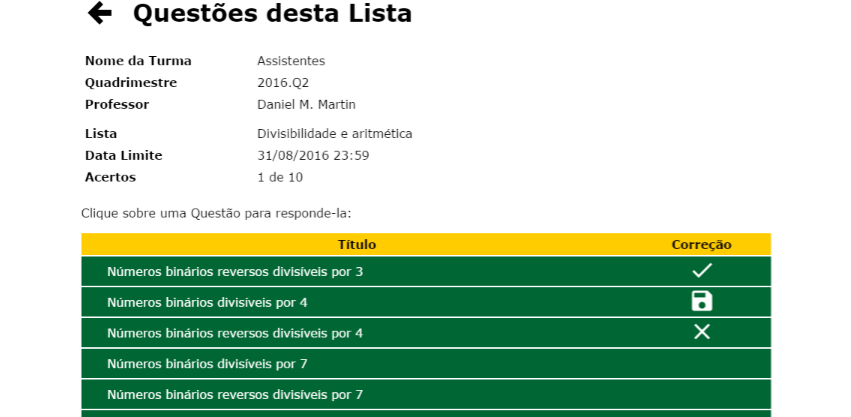 Questões desta Lista
Nome da Turma Assistentes
Quadrimestre 2016.Q2
Professor Daniel M. Martin
Lista Divisibilidade e aritmética
Data Limite 31/08/2016 23:59
Acertos 1 de 10
Clique sobre uma Questão para responde-la:
Título Correção
Números binários reversos divisíveis por 3
Números binários divisíveis por 4
Números binários reversos divisíveis por 4
Números binários divisíveis por 7
Números binários reversos divisíveis por 7